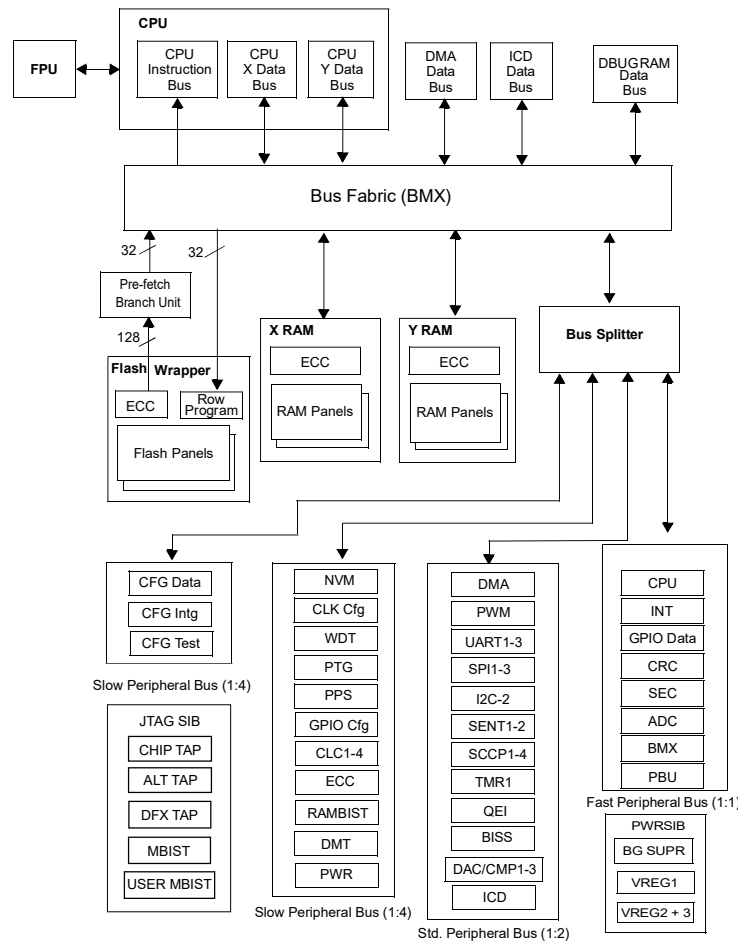 CPU
FPU
CPU
Instruction
Bus
CPU
X Data
Bus
CPU
Y Data
Bus
DMA
Data
Bus
ICD
Data
Bus
DBUGRAM
Data
Bus
Bus Fabric (BMX)
32
32
Pre-fetch
Branch Unit
128
Flash Wrapper
ECC
Row
Program
Flash Panels
X RAM
ECC
RAM Panels
Y RAM
ECC
RAM Panels
Bus Splitter
CFG Data
CFG Intg
CFG Test
Slow Peripheral Bus (1:4)
JTAG SIB
CHIP TAP
ALT TAP
DFX TAP
MBIST
USER MBIST
NVM
CLK Cfg
WDT
PTG
PPS
GPIO Cfg
CLC1-4
ECC
RAMBIST
DMT
PWR
Slow Peripheral Bus (1:4)
DMA
PWM
UART1-3
SPI1-3
I2C-2
SENT1-2
SCCP1-4
TMR1
QEI
BISS
DAC/CMP1-3
ICD
Std. Peripheral Bus (1:2)
CPU
INT
GPIO Data
CRC
SEC
ADC
BMX
PBU
Fast Peripheral Bus (1:1)
PWRSIB
BG SUPR
VREG1
VREG2 + 3